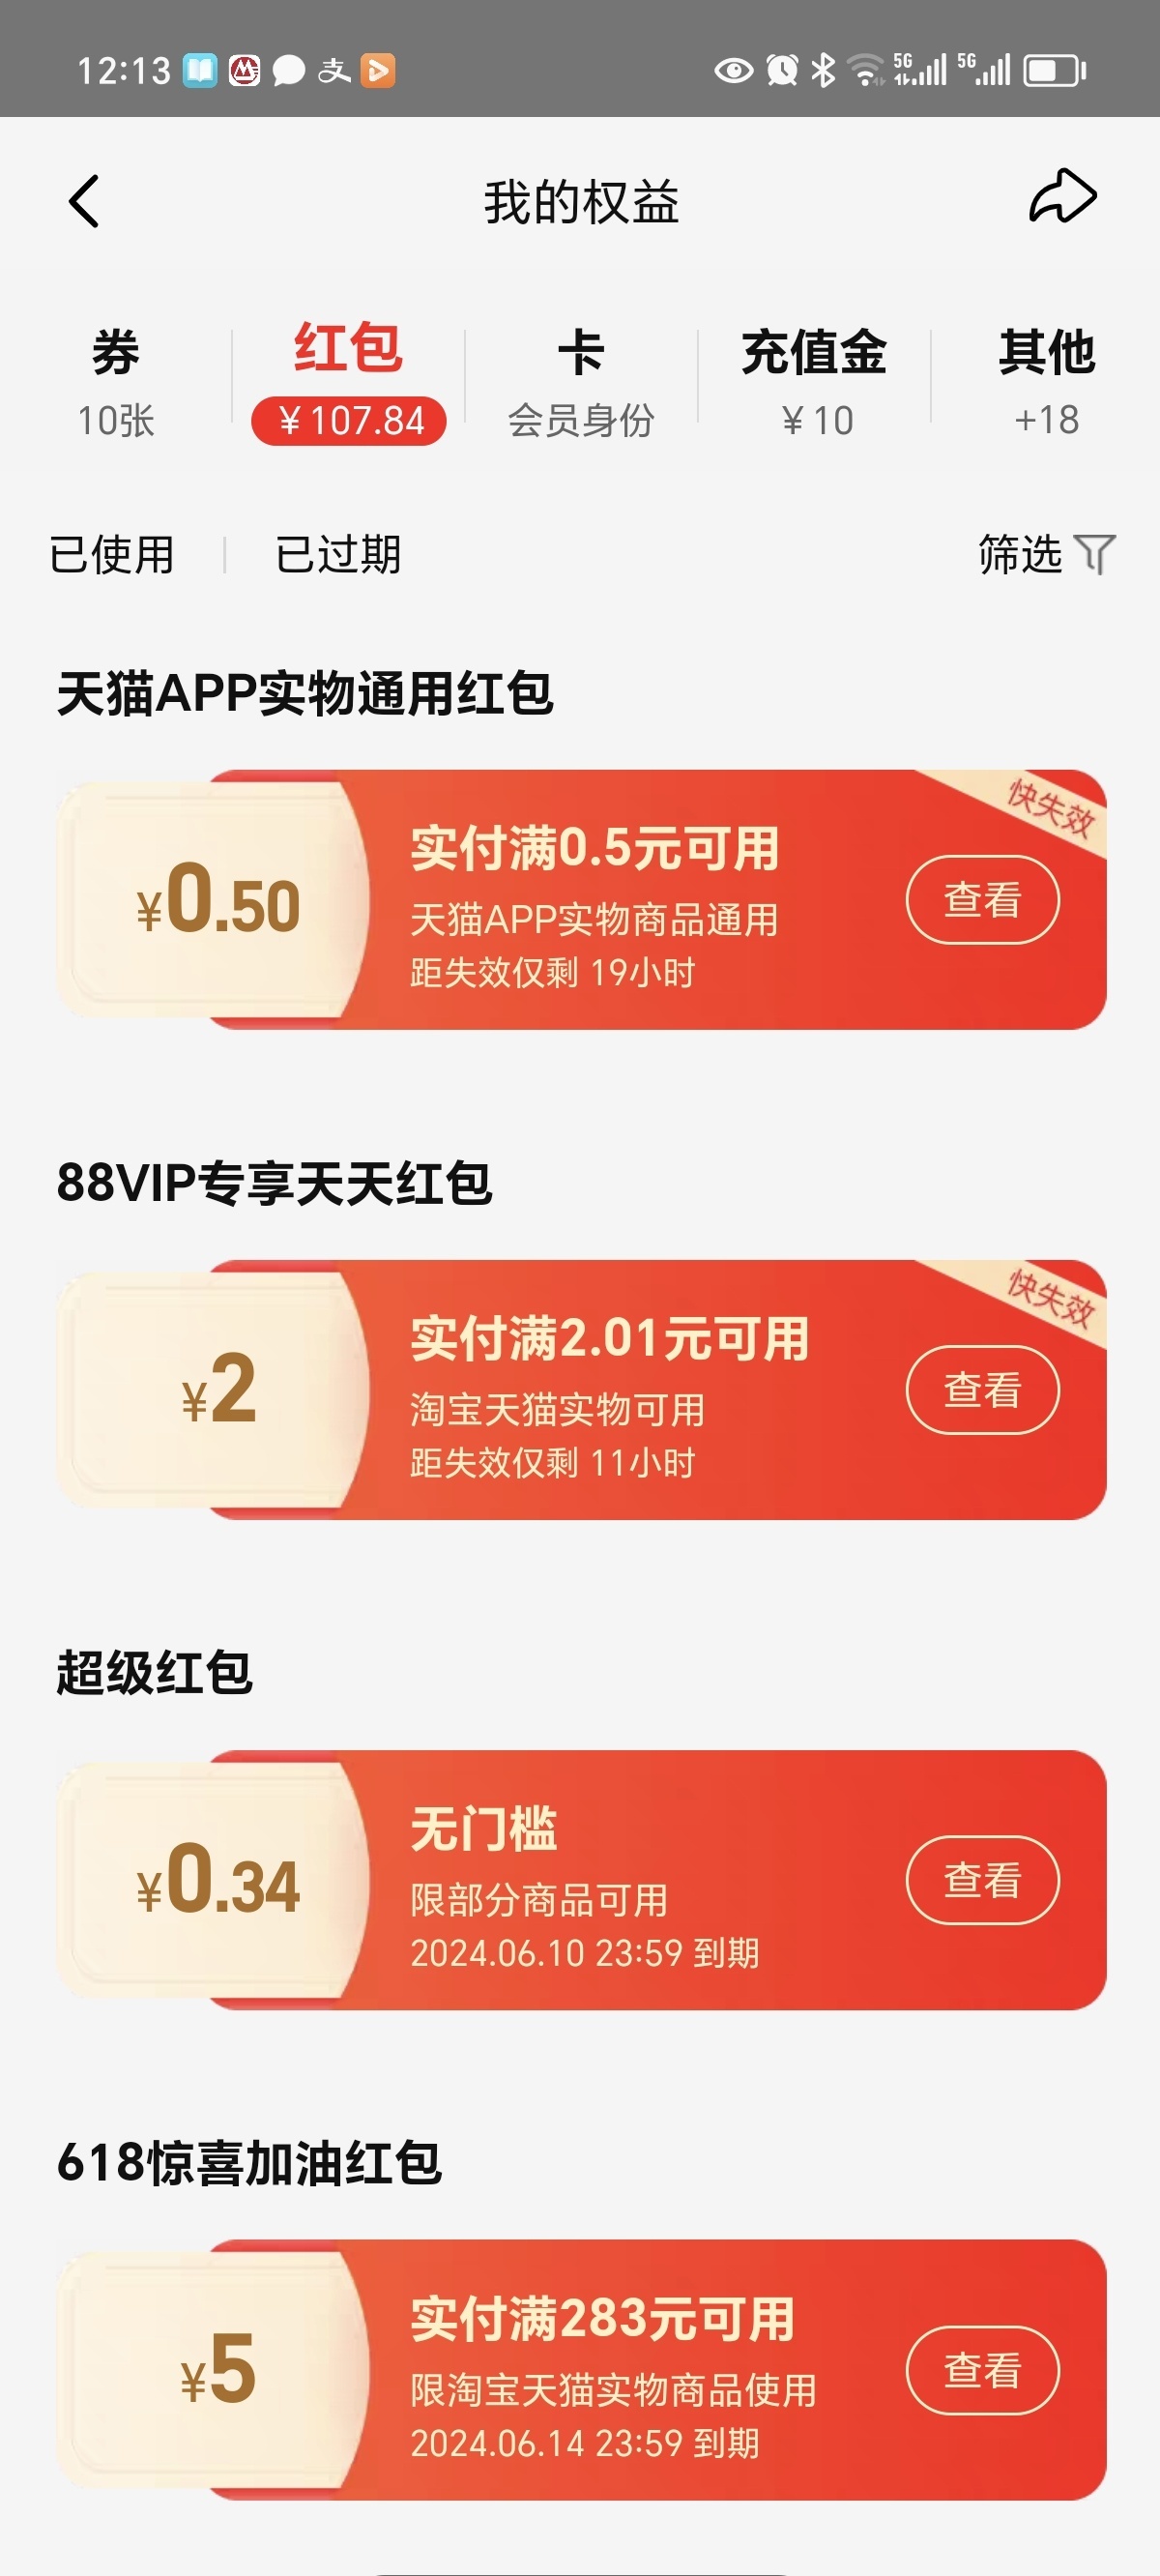 12:13 支 5G 5G
我的权益
券 红包 卡 充值金 其他
10张 ¥107.84 会员身份 ¥10 +18
已使用 已过期 筛选
天猫APP实物通用红包
快失效
¥0.50
实付满0.5元可用
天猫APP实物商品通用
距失效仅剩 19小时
查看
88VIP专享天天红包
快失效
¥2
实付满2.01元可用
淘宝天猫实物可用
距失效仅剩 11小时
查看
超级红包
¥0.34
无门槛
限部分商品可用
2024.06.10 23:59 到期
查看
618惊喜加油红包
¥5
实付满283元可用
限淘宝天猫实物商品使用
2024.06.14 23:59 到期
查看